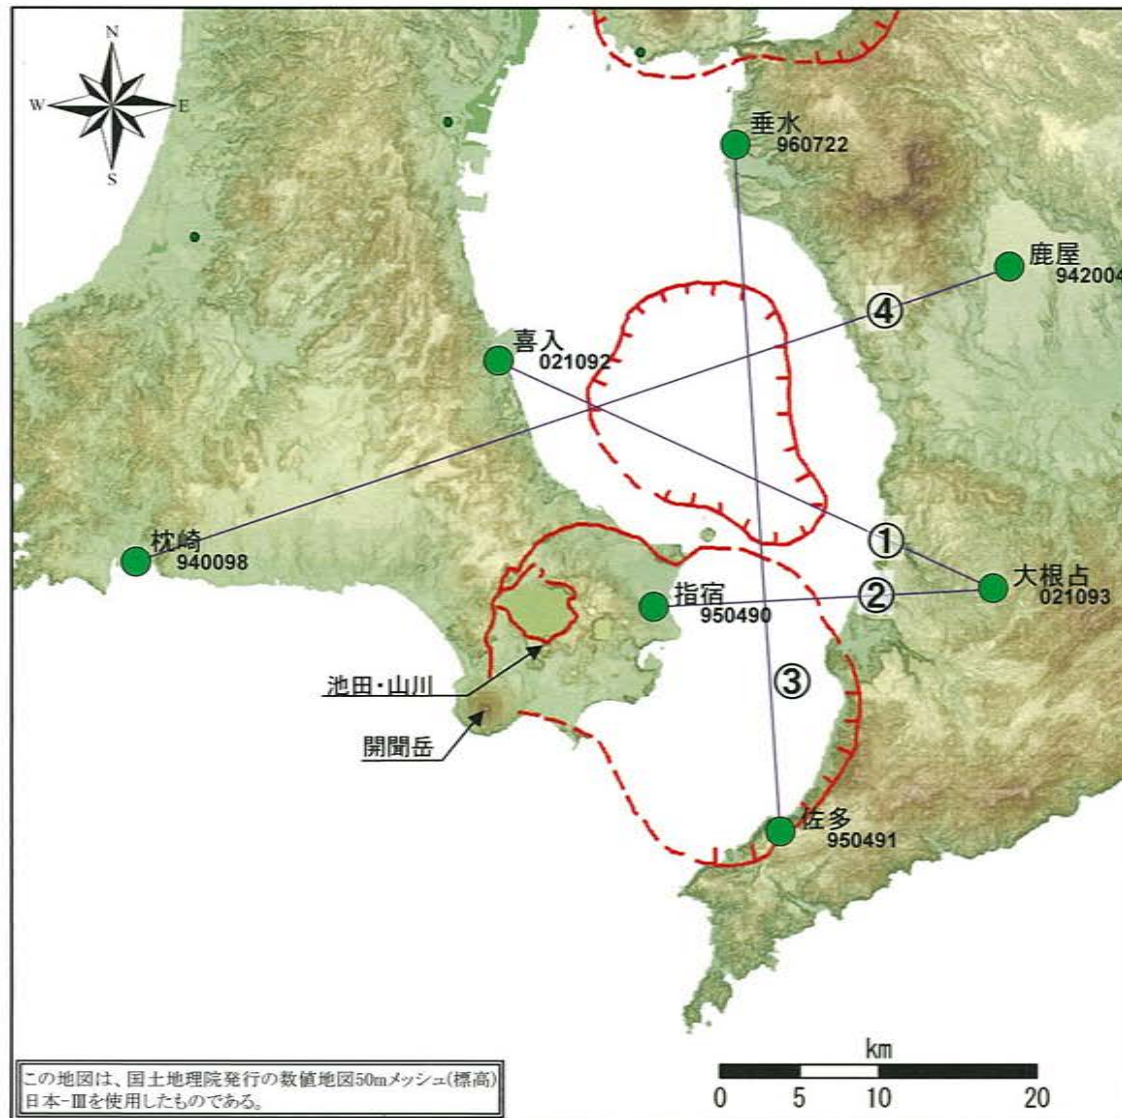 N
W
E
S
垂水
960722
鹿屋
942004
④
喜入
021092
枕崎
940098
①
大根占
021093
指宿
950490
②
池田・山川
③
開聞岳
佐多
950491
km
0 5 10 20
この地図は、国土地理院発行の数値地図50mメッシュ(標高)
日本-Ⅲを使用したものである。